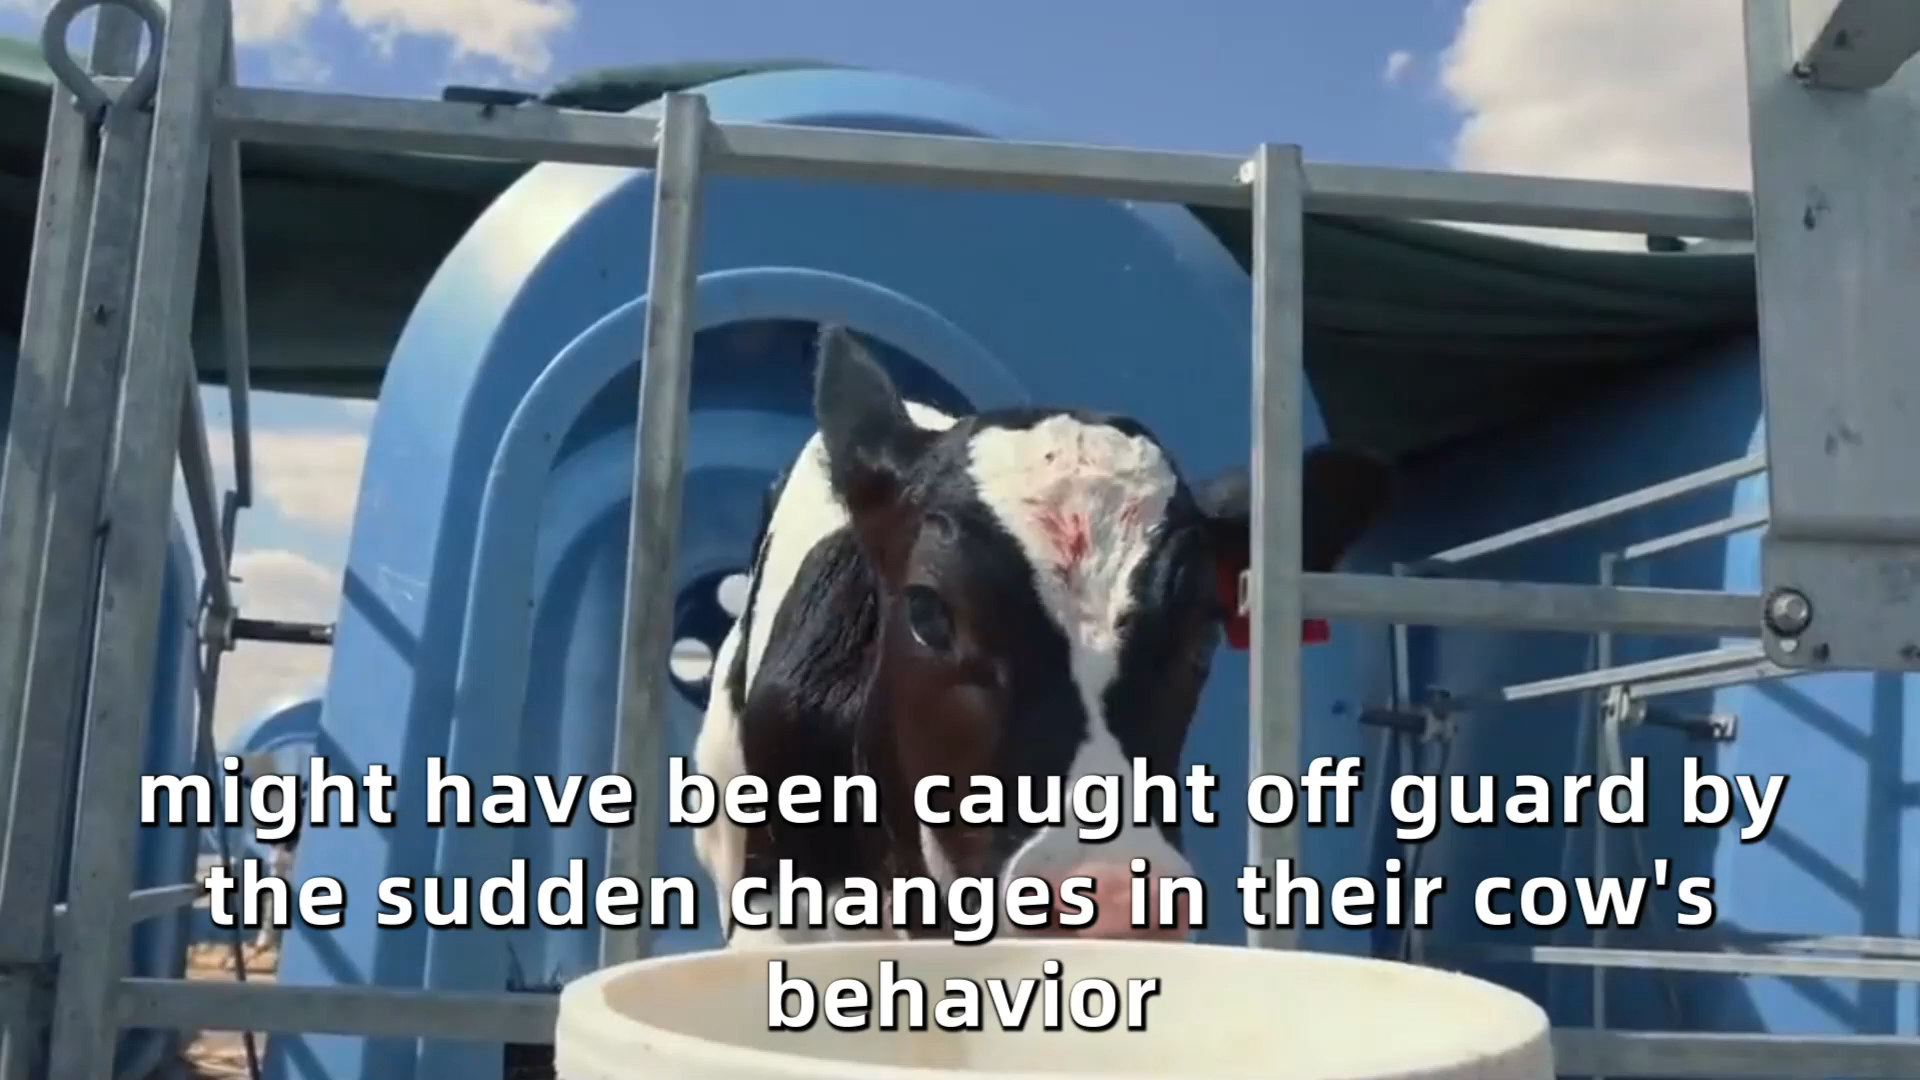 might have been caught off guard by
the sudden changes in their cow's
behavior